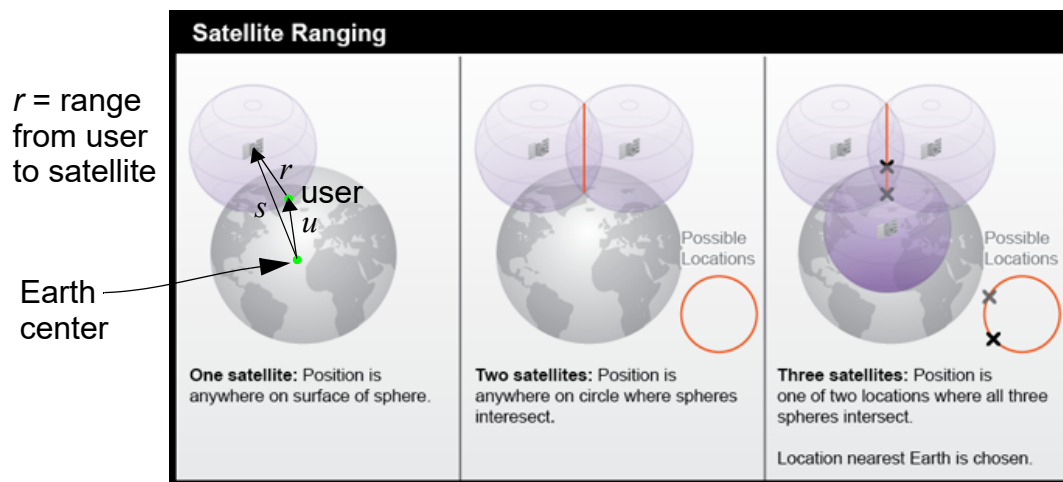 Satellite Ranging
r = range
from user
to satellite
r
user
s
u
Earth
center
One satellite: Position is
anywhere on surface of sphere.
Possible
Locations
Two satellites: Position is
anywhere on circle where spheres
interesect.
Possible
Locations
Three satellites: Position is
one of two locations where all three
spheres intersect.
Location nearest Earth is chosen.